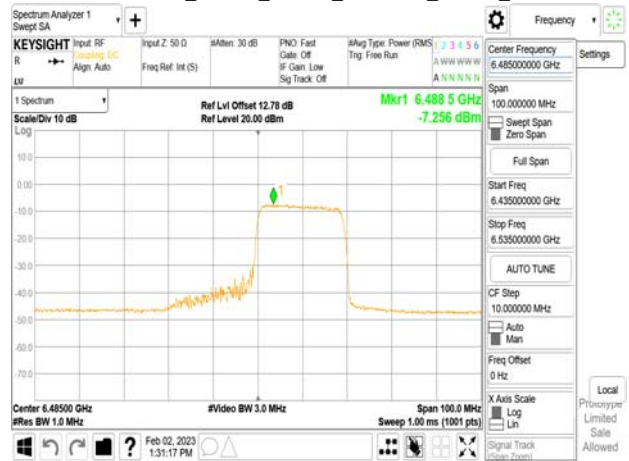 Spectrum Analyzer 1
Swept SA
+
Frequency
KEYSIGHT
R
Input: RF
Coupling: DC
Align: Auto
Input Z: 50 Ω
Freq Ref: Int (S)
#Atten: 30 dB
PNO: Fast
Gate: Off
IF Gain: Low
Sig Track: Off
#Avg Type: Power (RMS
Trig: Free Run
1 2 3 4 5 6
A W W W W W
A N N N N N
Center Frequency
6.485000000 GHz
Settings
Span
100.000000 MHz
Swept Span
Zero Span
Full Span
Start Freq
6.435000000 GHz
Stop Freq
6.535000000 GHz
AUTO TUNE
CF Step
10.000000 MHz
Auto
Man
Freq Offset
0 Hz
X Axis Scale
Log
Lin
Signal Track
(Span Zoom)
Local
Prototype
Limited
Sale
Allowed
1 Spectrum
Scale/Div 10 dB
Log
Ref Lvl Offset 12.78 dB
Ref Level 20.00 dBm
Mkr1 6.488 5 GHz
-7.256 dBm
1
10.0
0.00
-10.0
-20.0
-30.0
-40.0
-50.0
-60.0
-70.0
Center 6.48500 GHz
#Res BW 1.0 MHz
#Video BW 3.0 MHz
Span 100.0 MHz
Sweep 1.00 ms (1001 pts)
?
Feb 02, 2023
1:31:17 PM